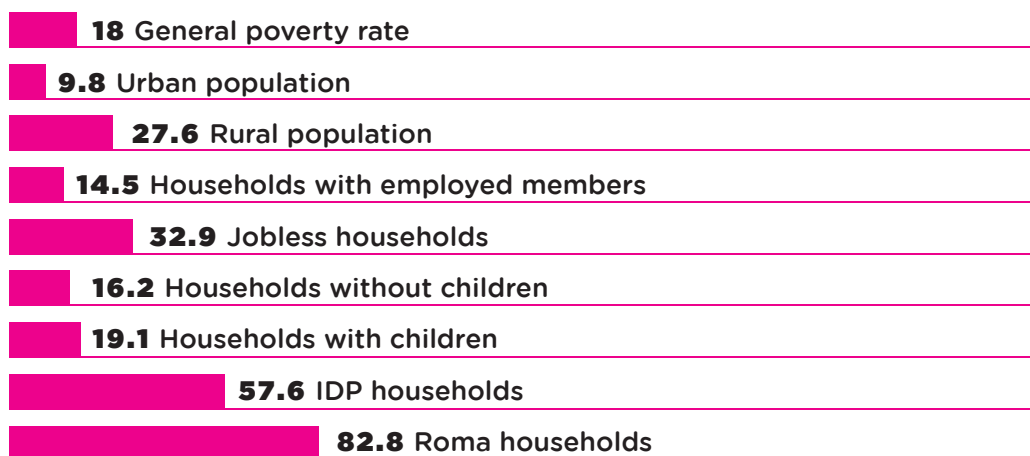 18 General poverty rate
9.8 Urban population
27.6 Rural population
14.5 Households with employed members
32.9 Jobless households
16.2 Households without children
19.1 Households with children
57.6 IDP households
82.8 Roma households